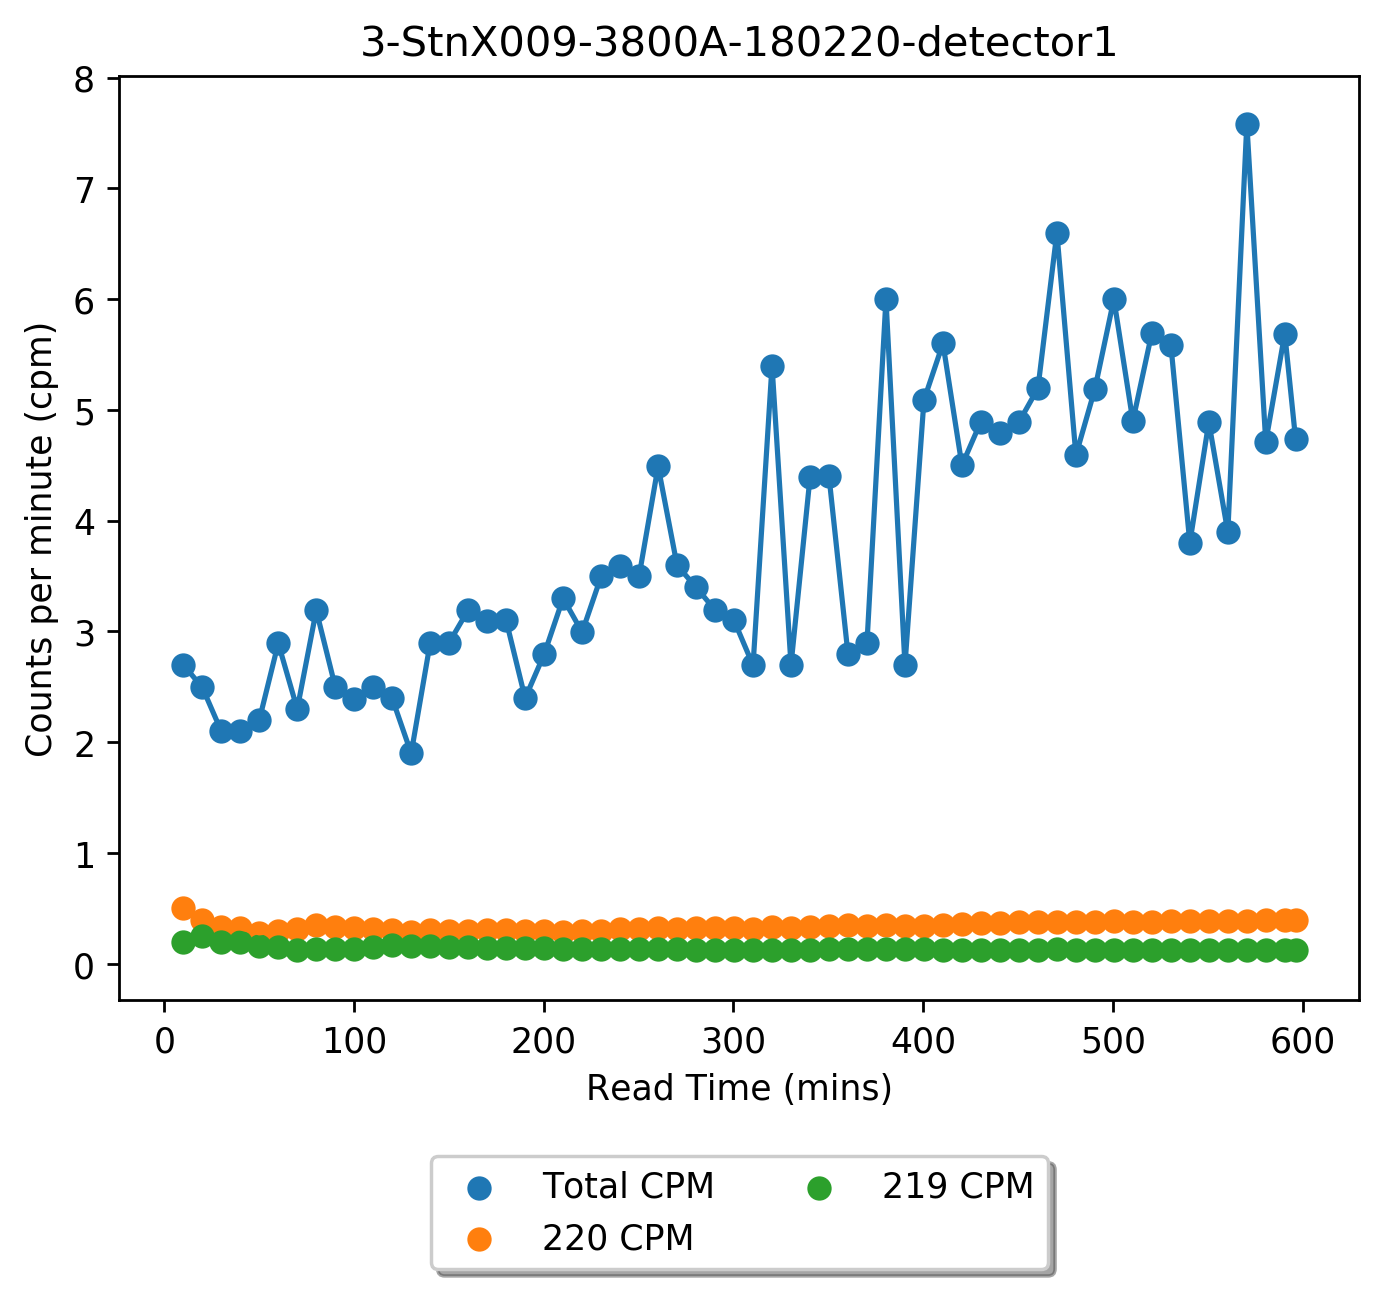 3-StnX009-3800A-180220-detector1
8
7
6
5
4
3
2
1
0
Counts per minute (cpm)
0 100 200 300 400 500 600
Read Time (mins)
Total CPM 219 CPM
220 CPM